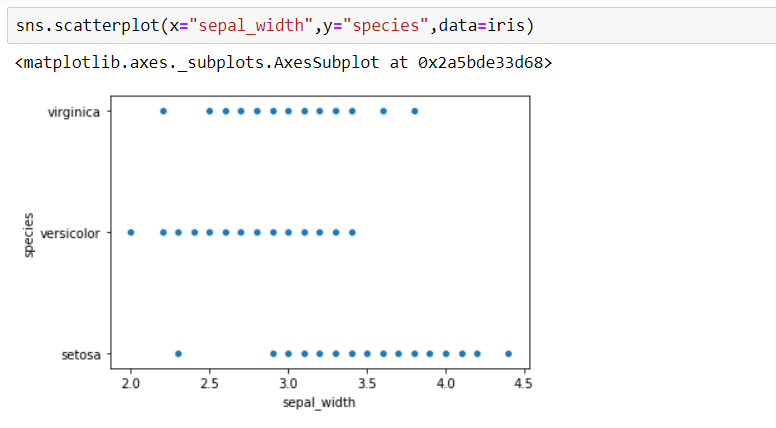 sns.scatterplot(x="sepal_width",y="species",data=iris)
<matplotlib.axes._subplots.AxesSubplot at 0x2a5bde33d68>
virginica
versicolor
setosa
species
2.0 2.5 3.0 3.5 4.0 4.5
sepal_width